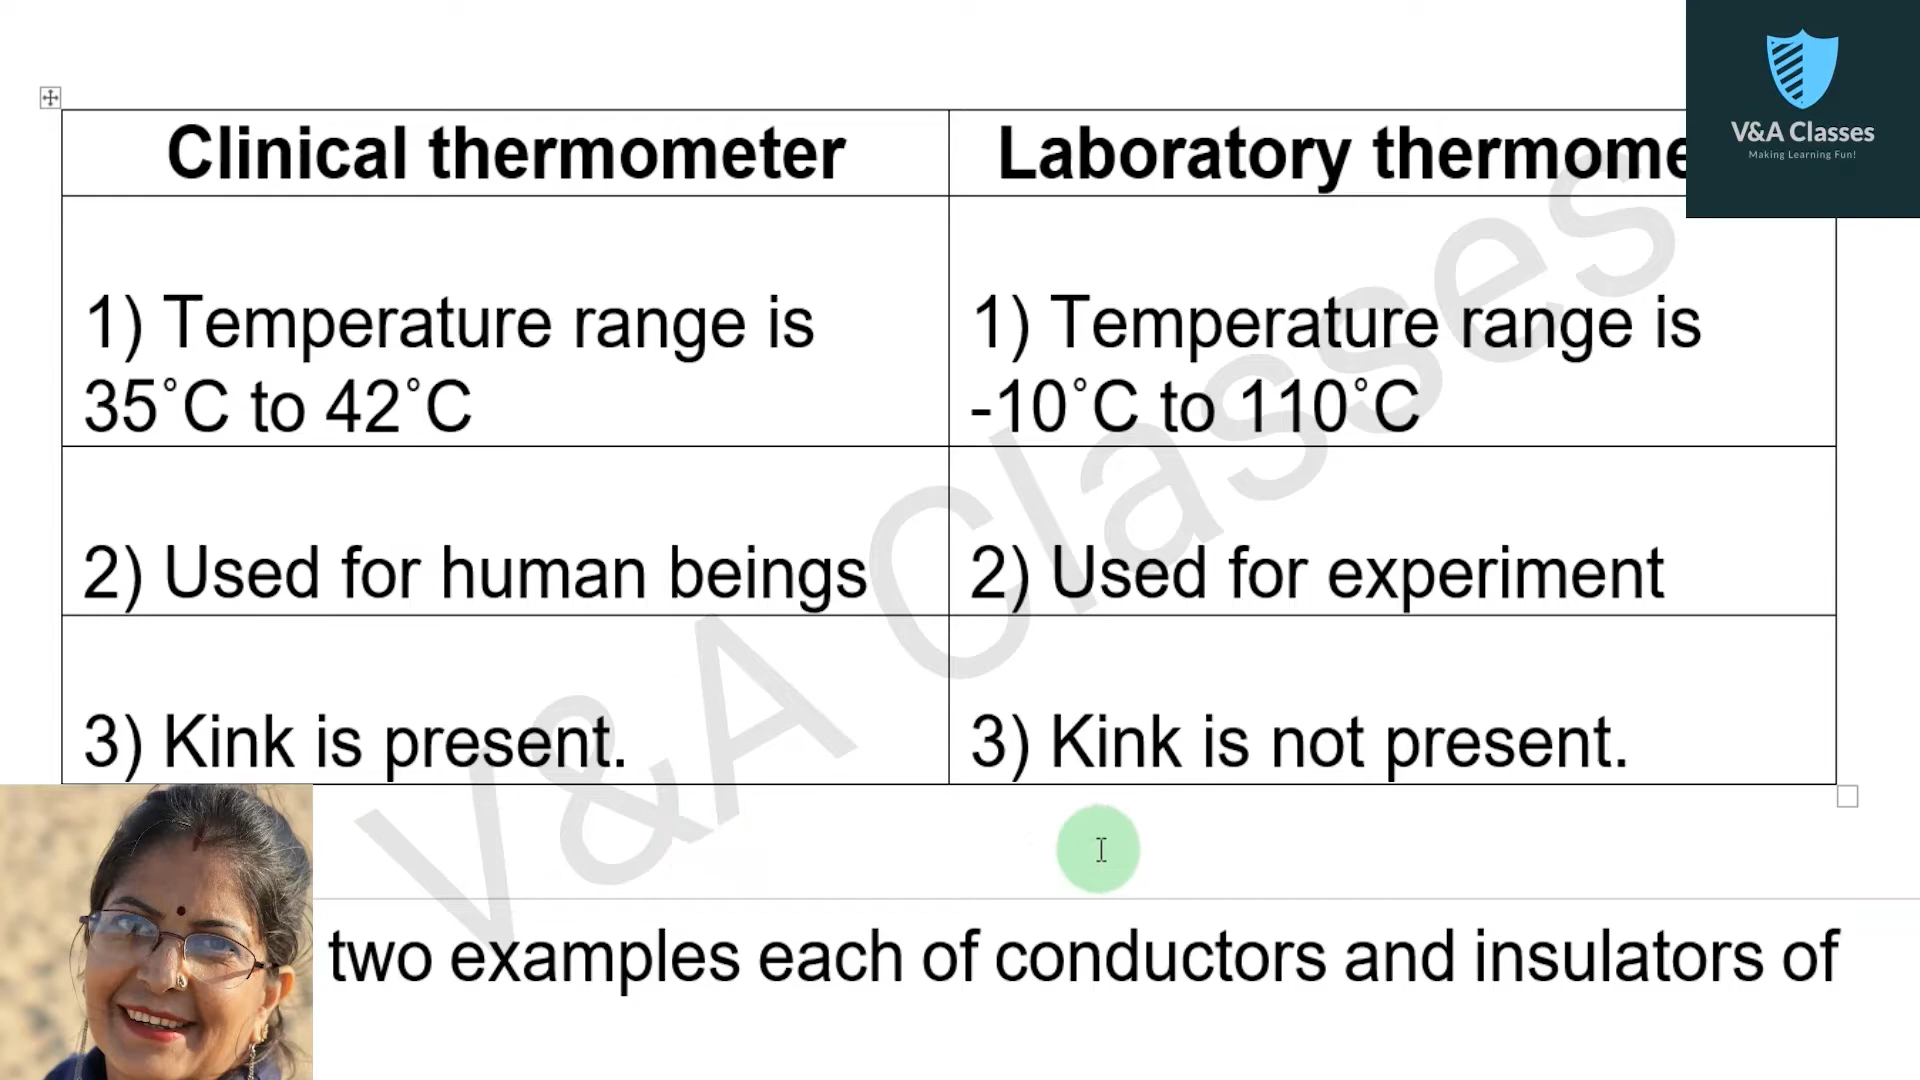 V&A Classes
Making Learning Fun!
Clinical thermometer
Laboratory thermome
1) Temperature range is
35˚C to 42˚C
1) Temperature range is
-10˚C to 110˚C
2) Used for human beings
2) Used for experiment
3) Kink is present.
3) Kink is not present.
V&A Classes
two examples each of conductors and insulators of